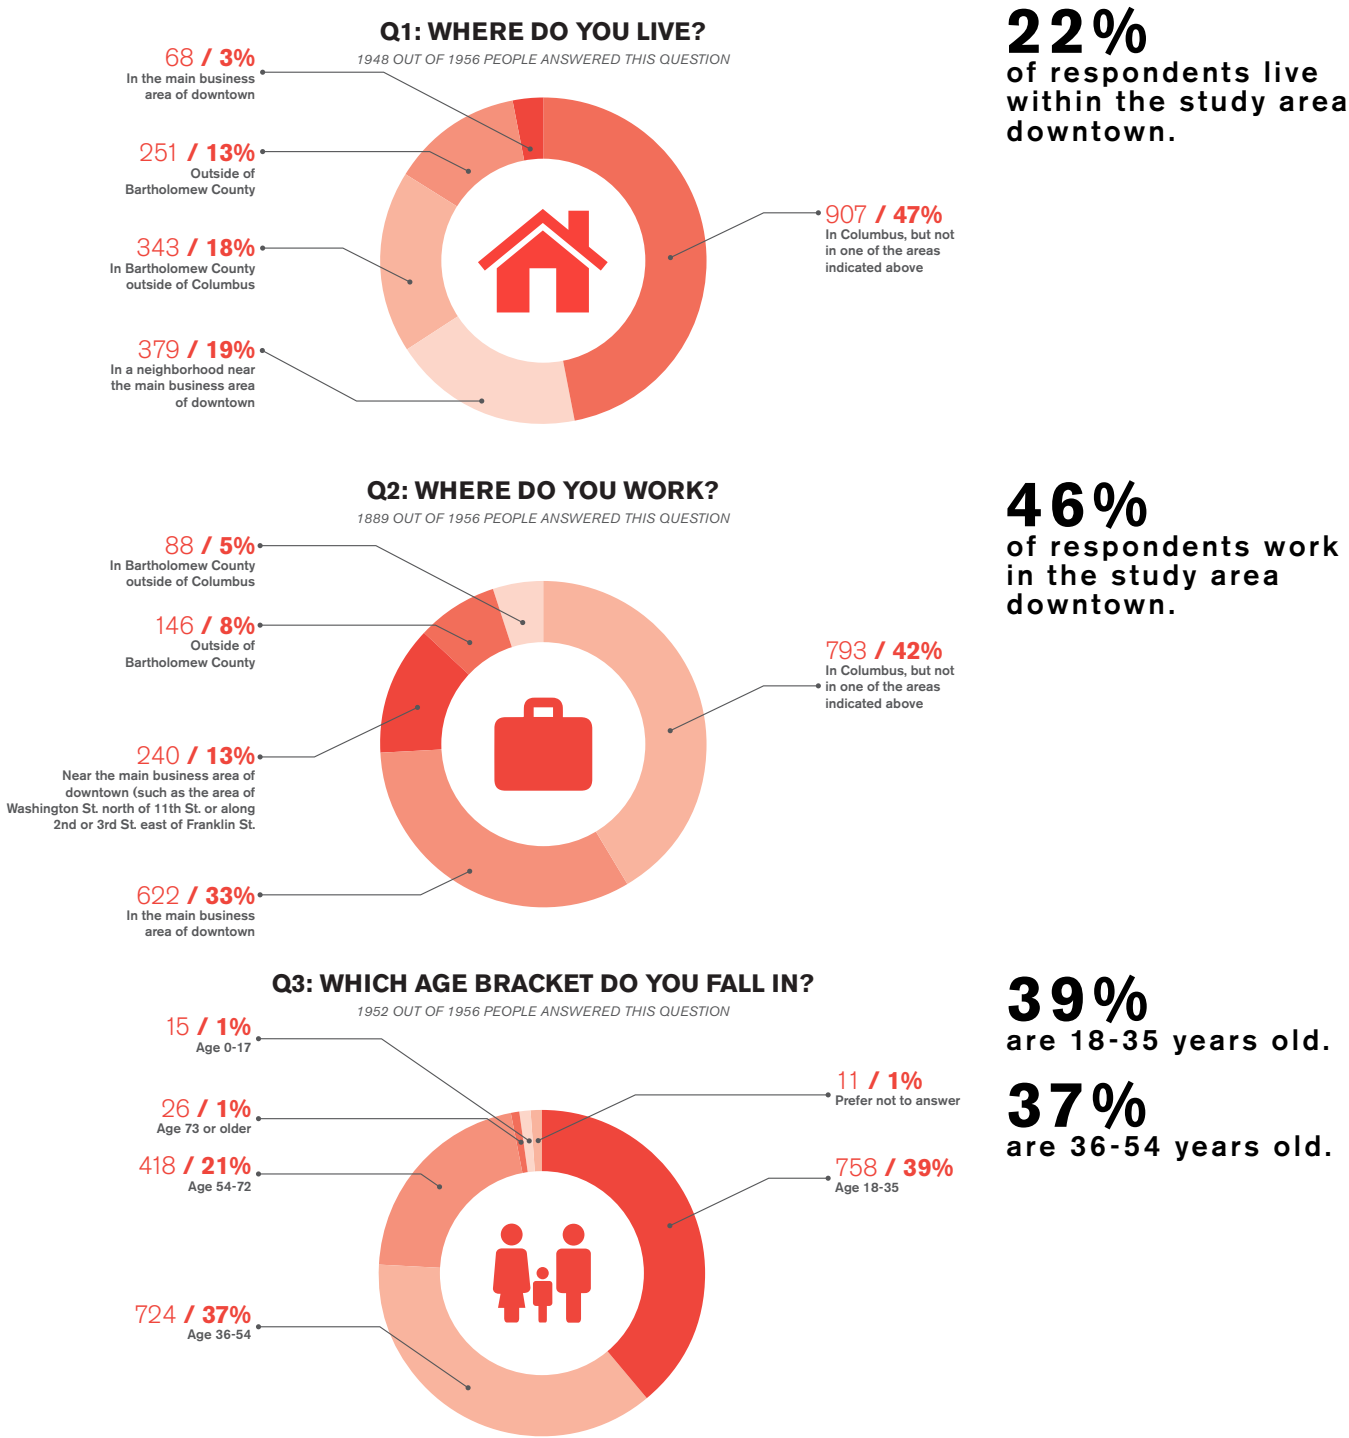 Q1: WHERE DO YOU LIVE?
1948 OUT OF 1956 PEOPLE ANSWERED THIS QUESTION
68 / 3%
In the main business
area of downtown
251 / 13%
Outside of
Bartholomew County
343 / 18%
In Bartholomew County
outside of Columbus
379 / 19%
In a neighborhood near
the main business area
of downtown
907 / 47%
In Columbus, but not
in one of the areas
indicated above
22%
of respondents live
within the study area
downtown.
Q2: WHERE DO YOU WORK?
1889 OUT OF 1956 PEOPLE ANSWERED THIS QUESTION
88 / 5%
In Bartholomew County
outside of Columbus
146 / 8%
Outside of
Bartholomew County
240 / 13%
Near the main business area of
downtown (such as the area of
Washington St. north of 11th St. or along
2nd or 3rd St. east of Franklin St.
622 / 33%
In the main business
area of downtown
793 / 42%
In Columbus, but not
in one of the areas
indicated above
46%
of respondents work
in the study area
downtown.
Q3: WHICH AGE BRACKET DO YOU FALL IN?
1952 OUT OF 1956 PEOPLE ANSWERED THIS QUESTION
15 / 1%
Age 0-17
26 / 1%
Age 73 or older
418 / 21%
Age 54-72
724 / 37%
Age 36-54
11 / 1%
Prefer not to answer
758 / 39%
Age 18-35
39%
are 18-35 years old.
37%
are 36-54 years old.